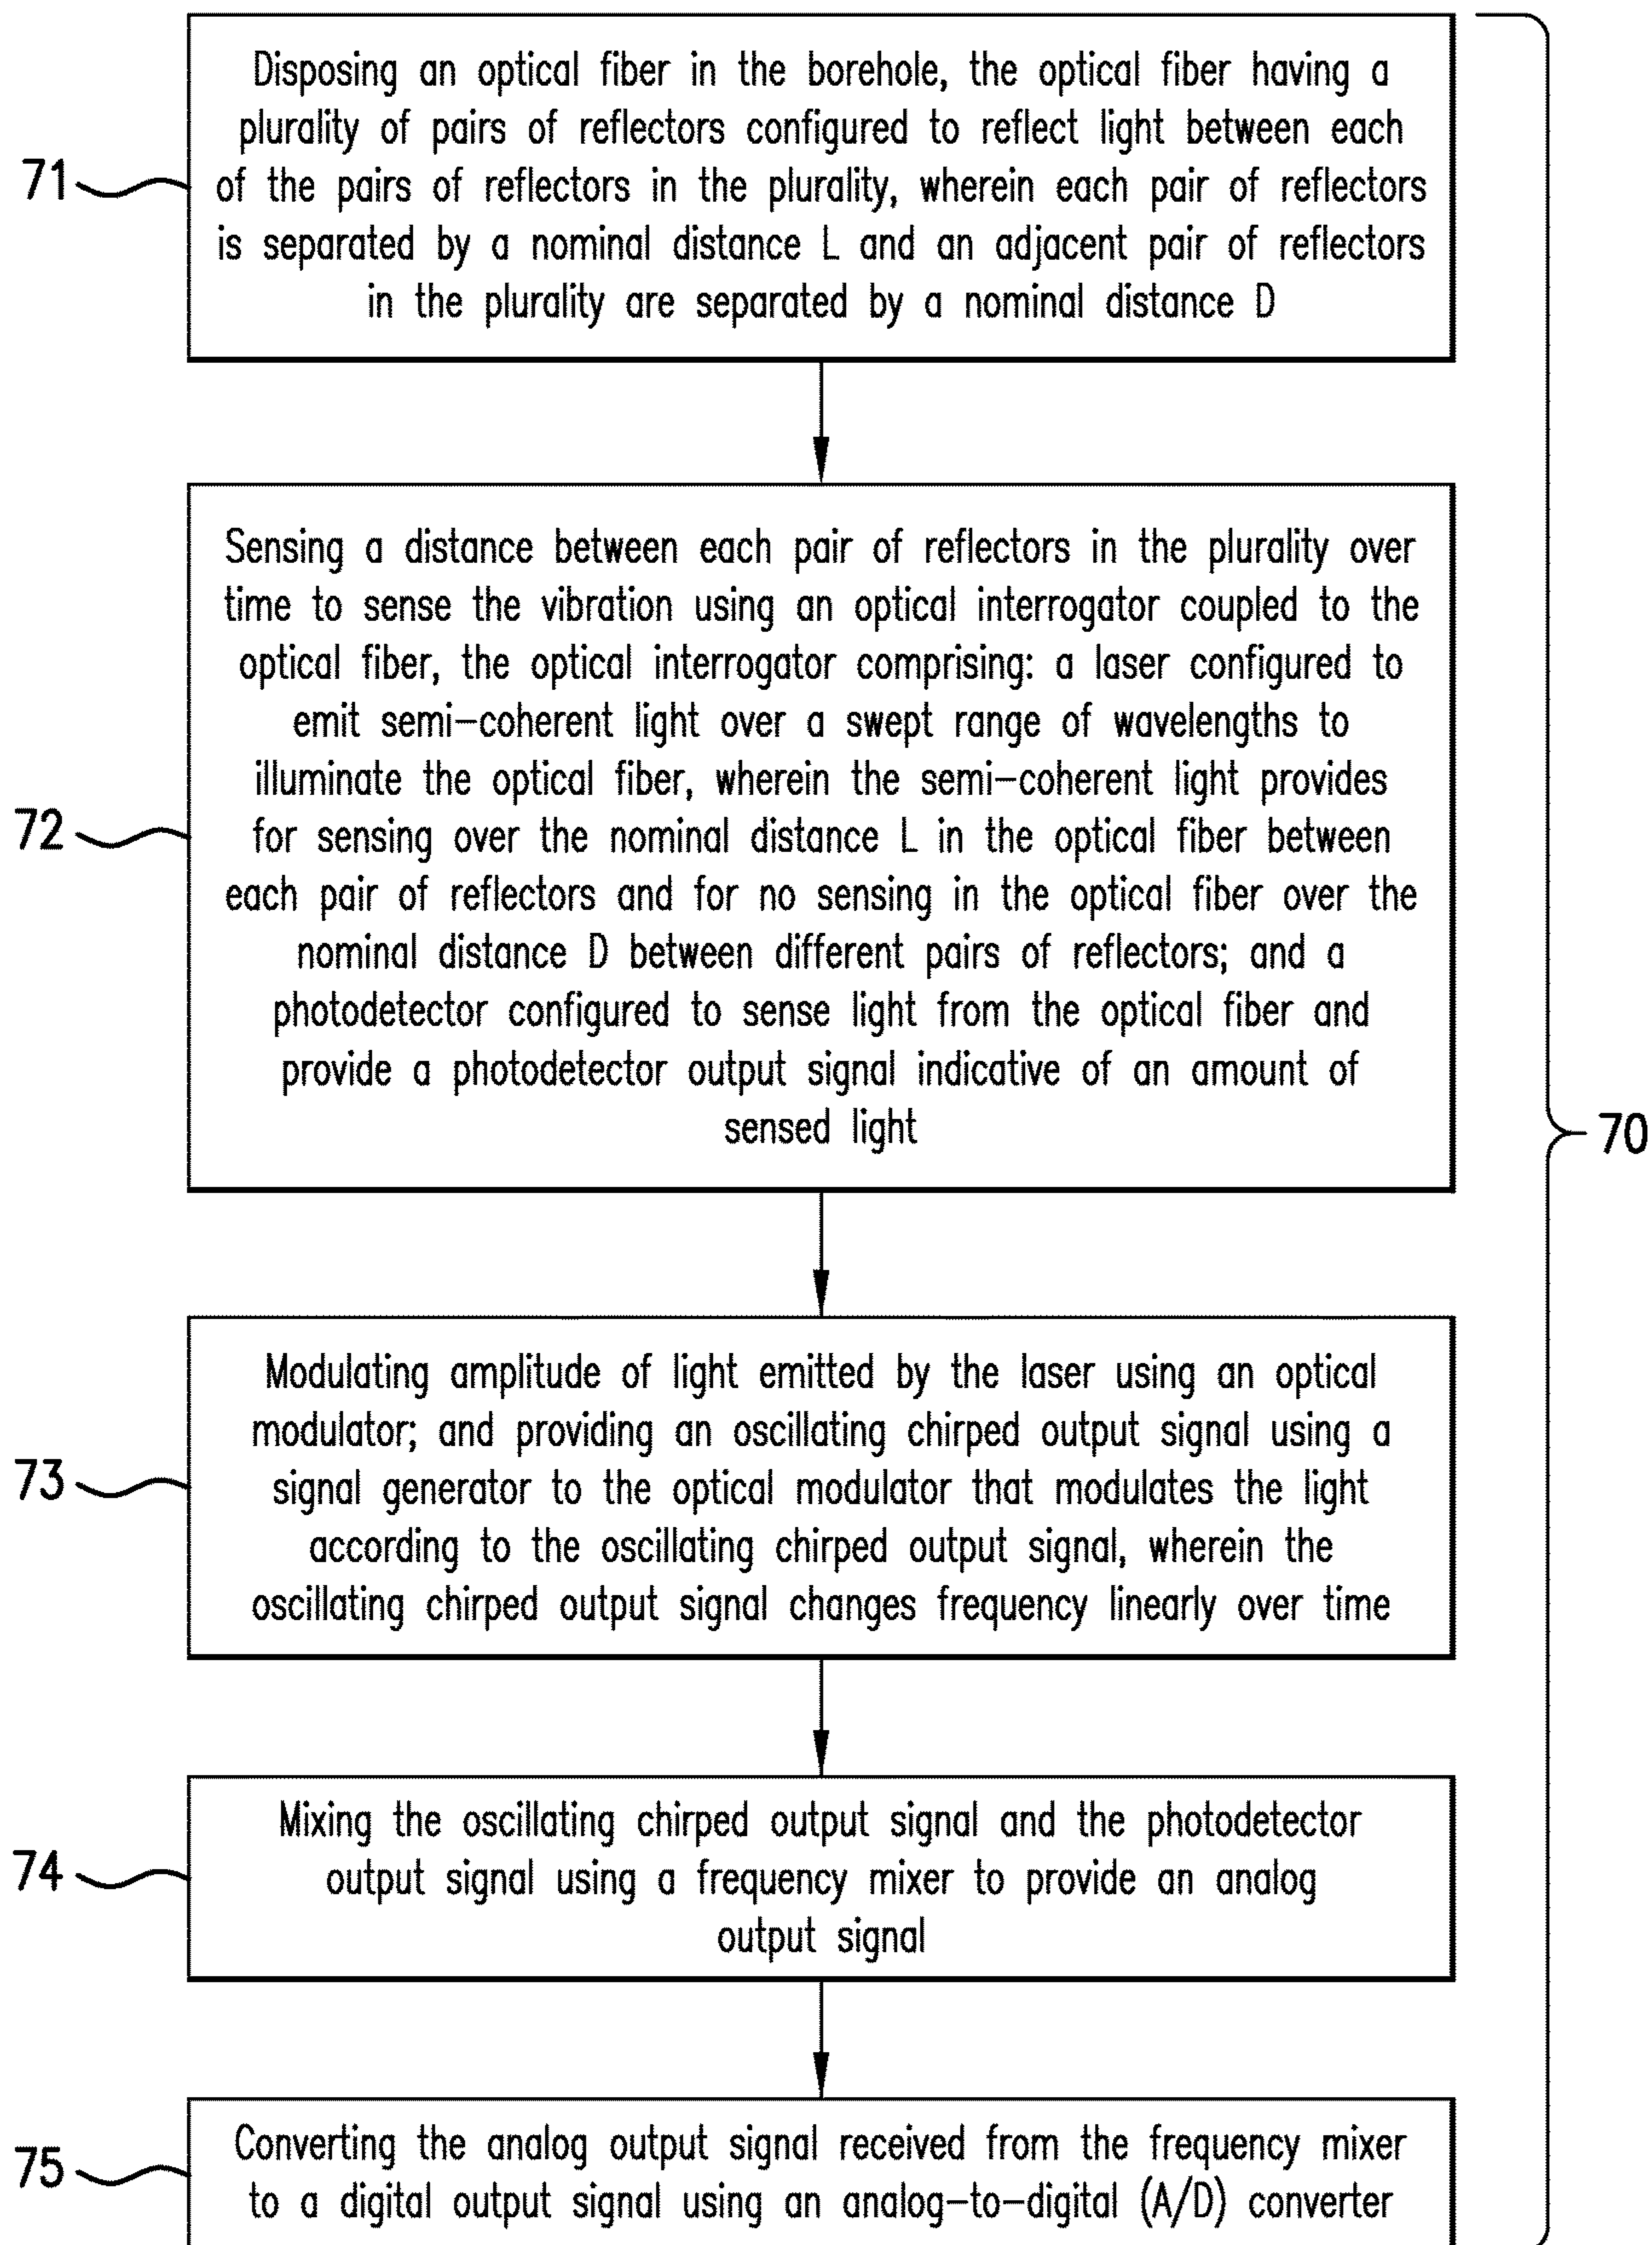 Disposing an optical fiber in the borehole, the optical fiber having a
plurality of pairs of reflectors configured to reflect light between each
of the pairs of reflectors in the plurality, wherein each pair of reflectors
is separated by a nominal distance L and an adjacent pair of reflectors
in the plurality are separated by a nominal distance D
71
Sensing a distance between each pair of reflectors in the plurality over
time to sense the vibration using an optical interrogator coupled to the
optical fiber, the optical interrogator comprising: a laser configured to
emit semi-coherent light over a swept range of wavelengths to
illuminate the optical fiber, wherein the semi-coherent light provides
for sensing over the nominal distance L in the optical fiber between
each pair of reflectors and for no sensing in the optical fiber over the
nominal distance D between different pairs of reflectors; and a
photodetector configured to sense light from the optical fiber and
provide a photodetector output signal indicative of an amount of
sensed light
72
70
Modulating amplitude of light emitted by the laser using an optical
modulator; and providing an oscillating chirped output signal using a
signal generator to the optical modulator that modulates the light
according to the oscillating chirped output signal, wherein the
oscillating chirped output signal changes frequency linearly over time
73
Mixing the oscillating chirped output signal and the photodetector
output signal using a frequency mixer to provide an analog
output signal
74
Converting the analog output signal received from the frequency mixer
to a digital output signal using an analog-to-digital (A/D) converter
75